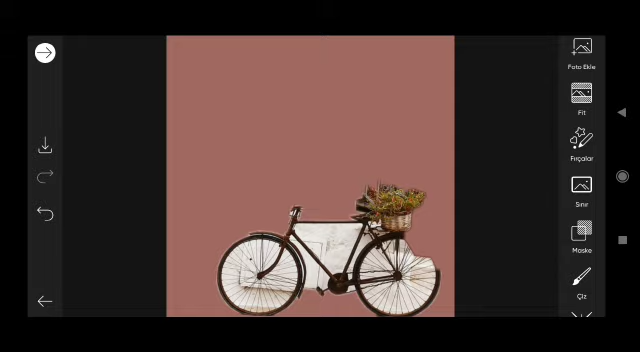 Foto Ekle
Fit
Fırçalar
Sınır
Maske
Çiz